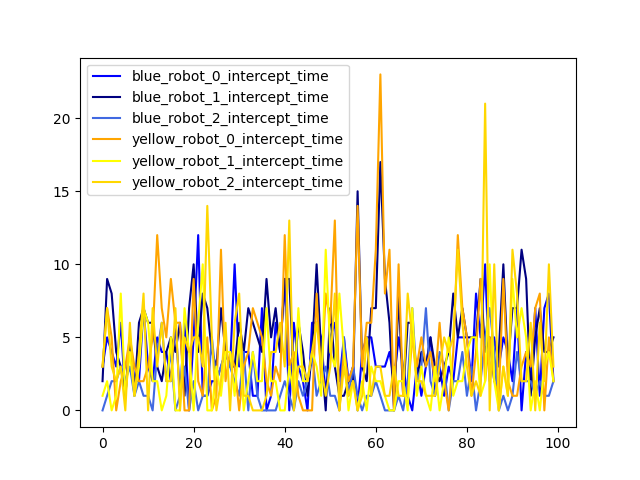 blue_robot_0_intercept_time
blue_robot_1_intercept_time
blue_robot_2_intercept_time
yellow_robot_0_intercept_time
yellow_robot_1_intercept_time
yellow_robot_2_intercept_time
20
15
10
5
0
0 20 40 60 80 100